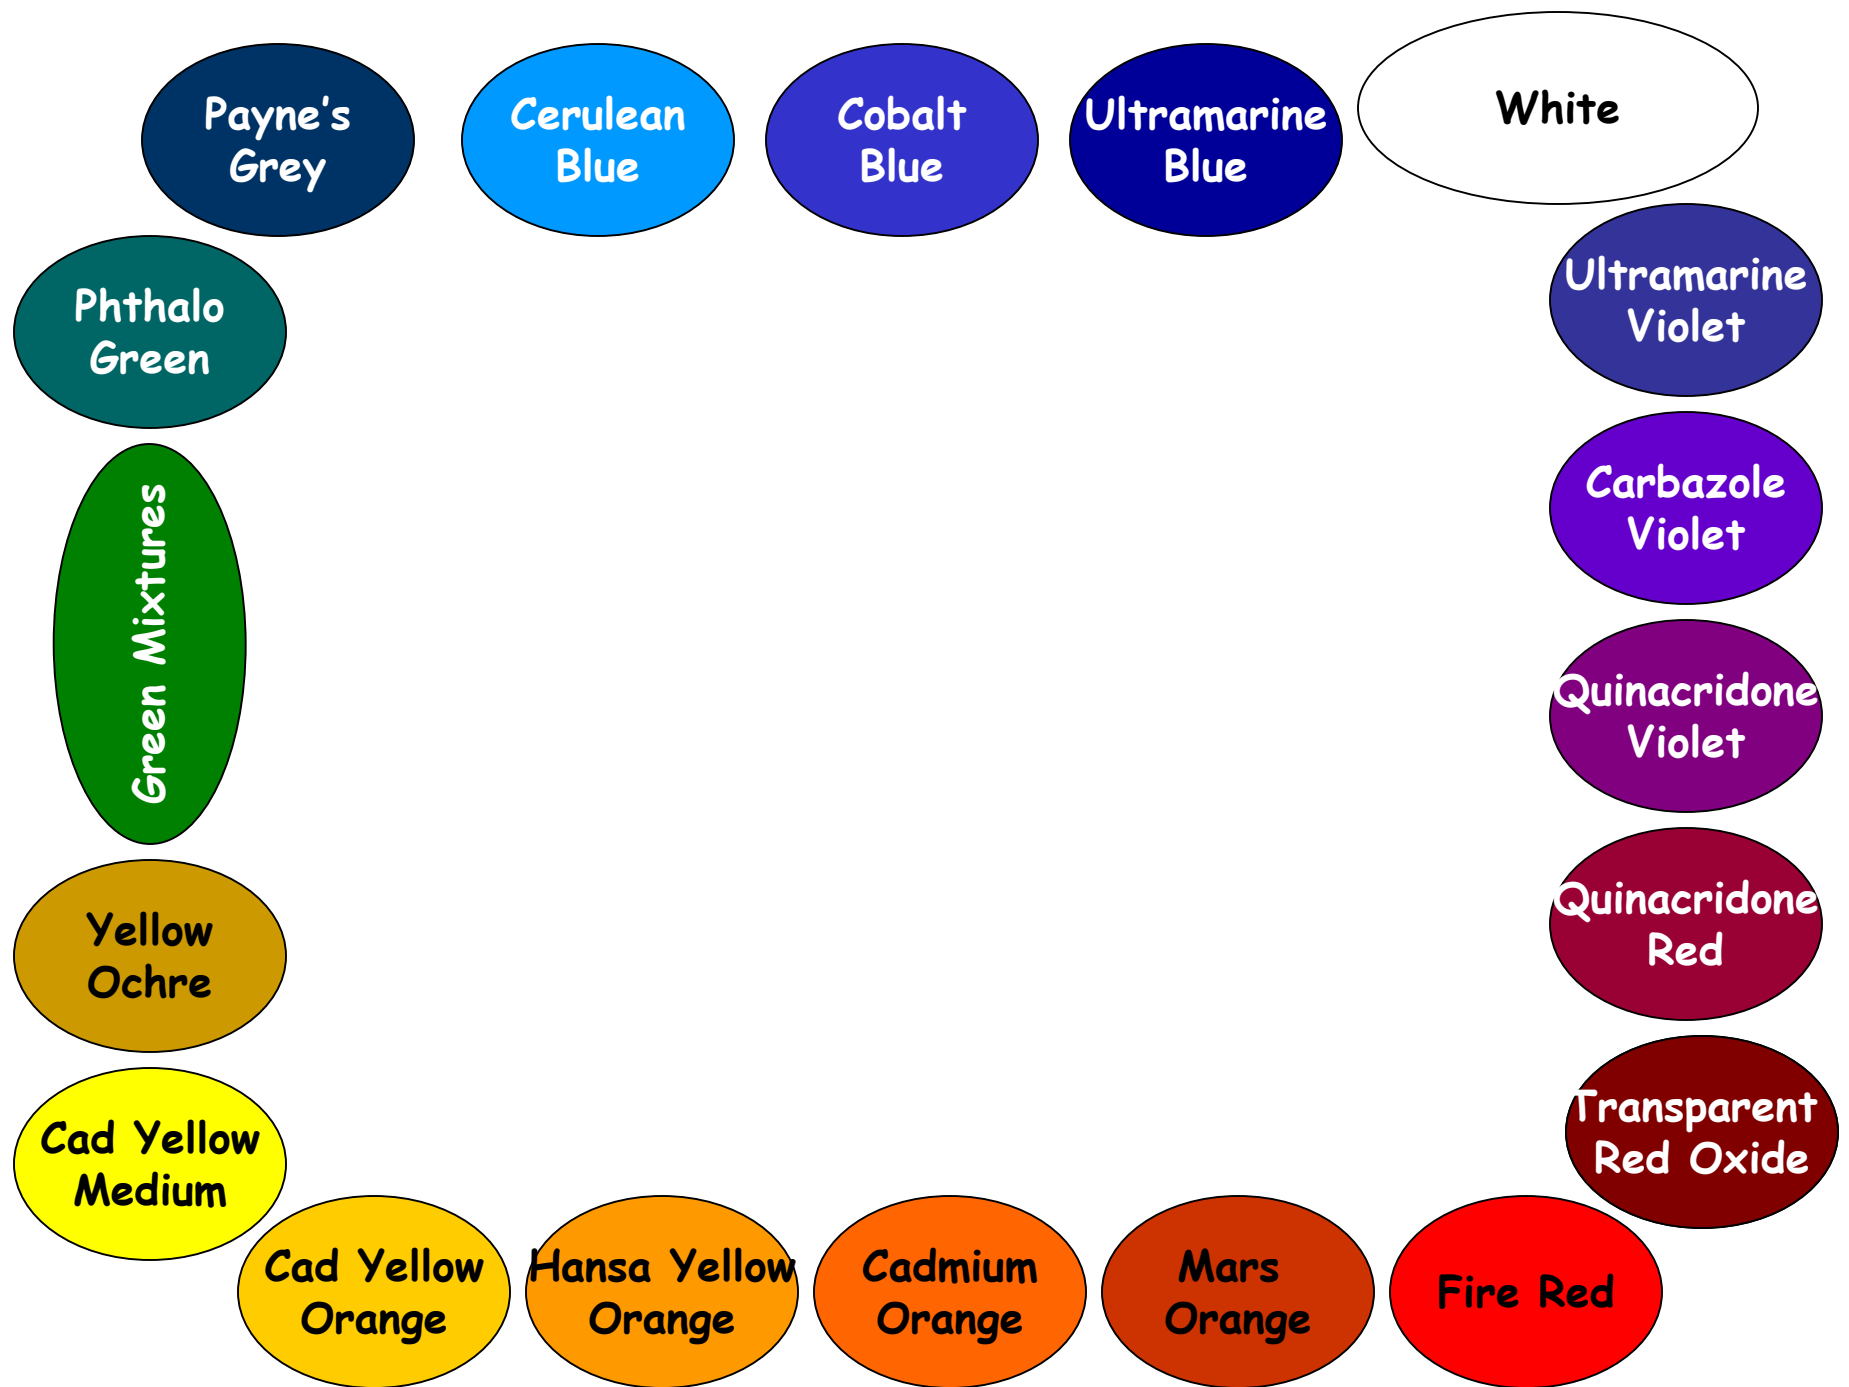 Payne's
Grey
Cerulean
Blue
Cobalt
Blue
Ultramarine
Blue
White
Phthalo
Green
Ultramarine
Violet
Carbazole
Violet
Green Mixtures
Quinacridone
Violet
Yellow
Ochre
Quinacridone
Red
Cad Yellow
Medium
Transparent
Red Oxide
Cad Yellow
Orange
Hansa Yellow
Orange
Cadmium
Orange
Mars
Orange
Fire Red